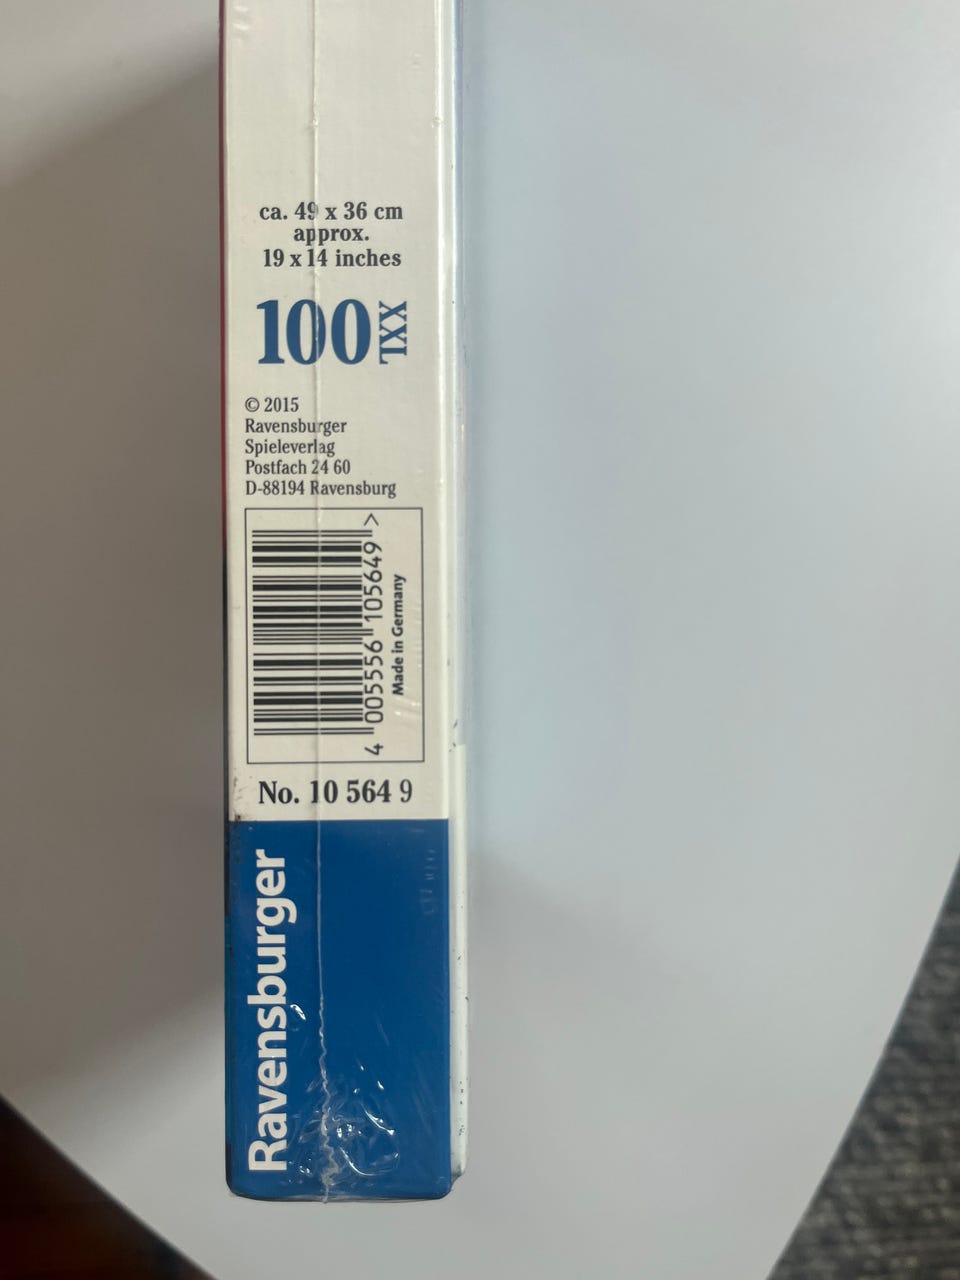 ca. 49 x 36 cm
approx.
19 x 14 inches
100 XXL
© 2015
Ravensburger
Spieleverlag
Postfach 24 60
D-88194 Ravensburg
4 005556 105649 >
Made in Germany
No. 10 564 9
Ravensburger